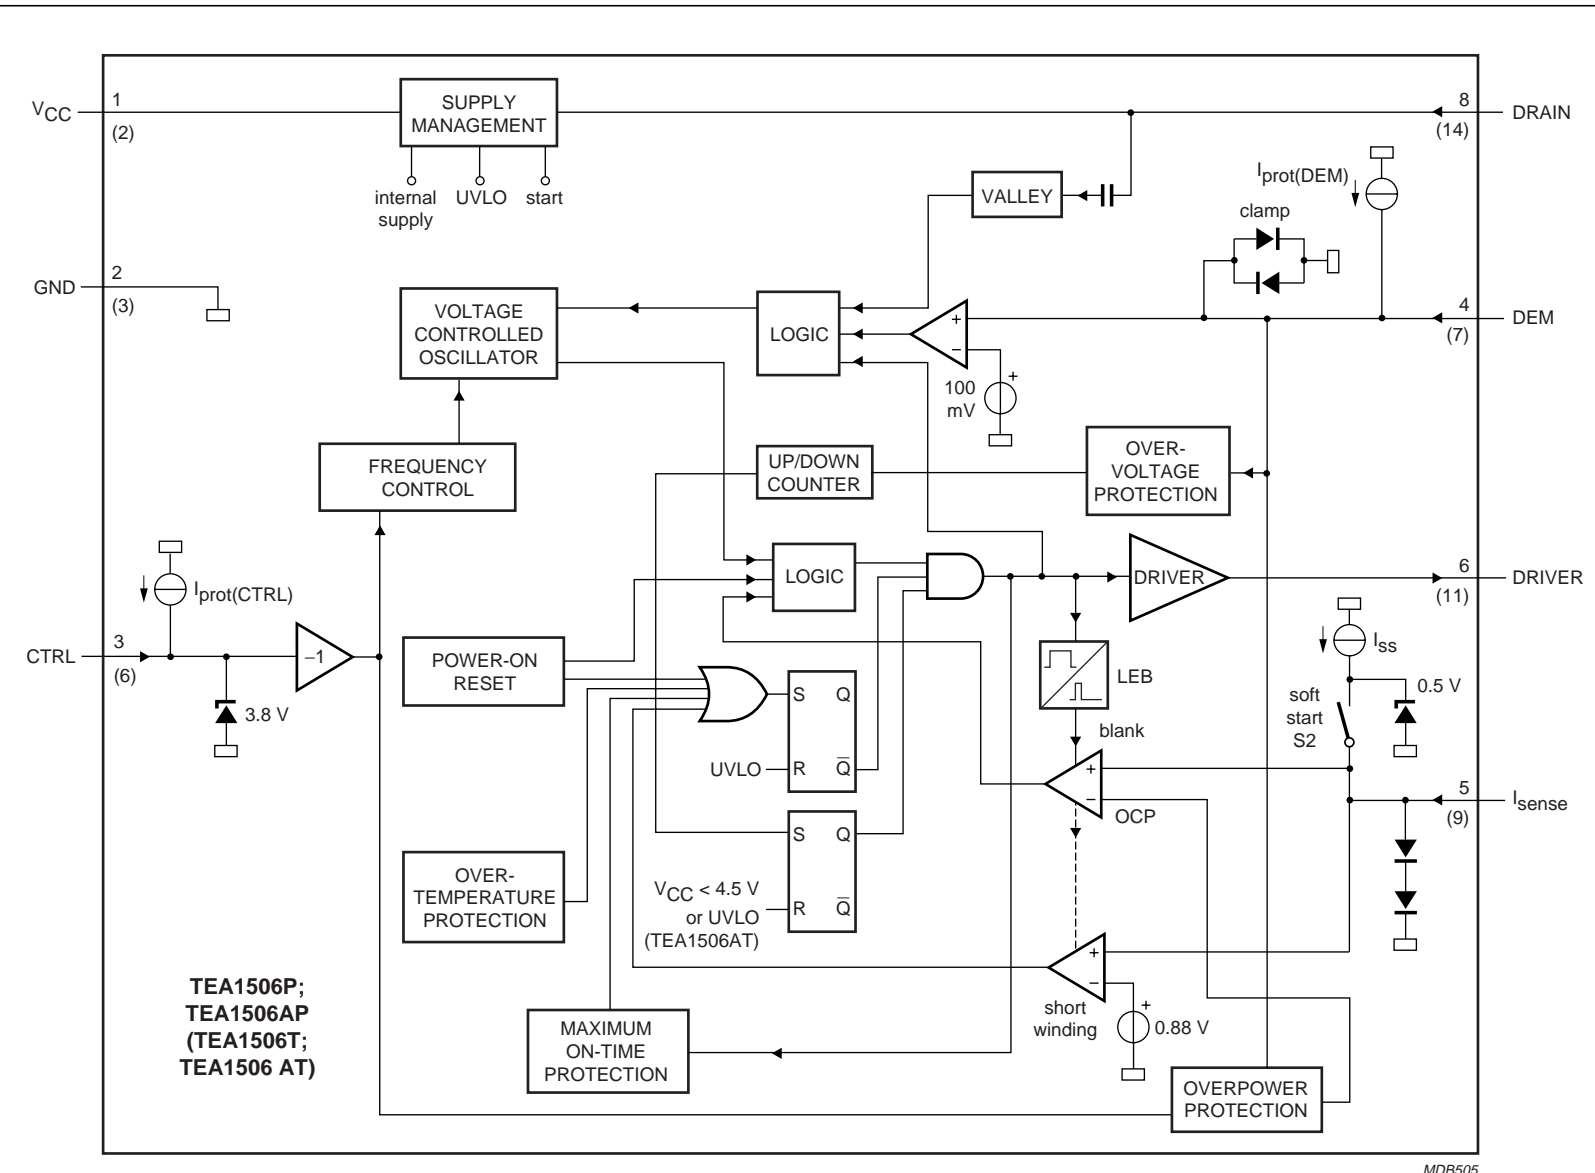 SUPPLY
MANAGEMENT
VCC
1
(2)
8
(14)
DRAIN
internal
supply
UVLO
start
VALLEY
Iprot(DEM)
clamp
GND
2
(3)
VOLTAGE
CONTROLLED
OSCILLATOR
LOGIC
+
−
100
mV
+
4
(7)
DEM
FREQUENCY
CONTROL
UP/DOWN
COUNTER
OVER-
VOLTAGE
PROTECTION
Iprot(CTRL)
LOGIC
DRIVER
6
(11)
DRIVER
CTRL
3
(6)
−1
3.8 V
POWER-ON
RESET
S
Q
UVLO
R
Q̅
LEB
blank
Iss
0.5 V
soft
start
S2
+
−
OCP
5
(9)
Isense
OVER-
TEMPERATURE
PROTECTION
S
Q
VCC < 4.5 V
or UVLO
(TEA1506AT)
R
Q̅
+
−
short
winding
+
0.88 V
TEA1506P;
TEA1506AP
(TEA1506T;
TEA1506 AT)
MAXIMUM
ON-TIME
PROTECTION
OVERPOWER
PROTECTION
MDB505